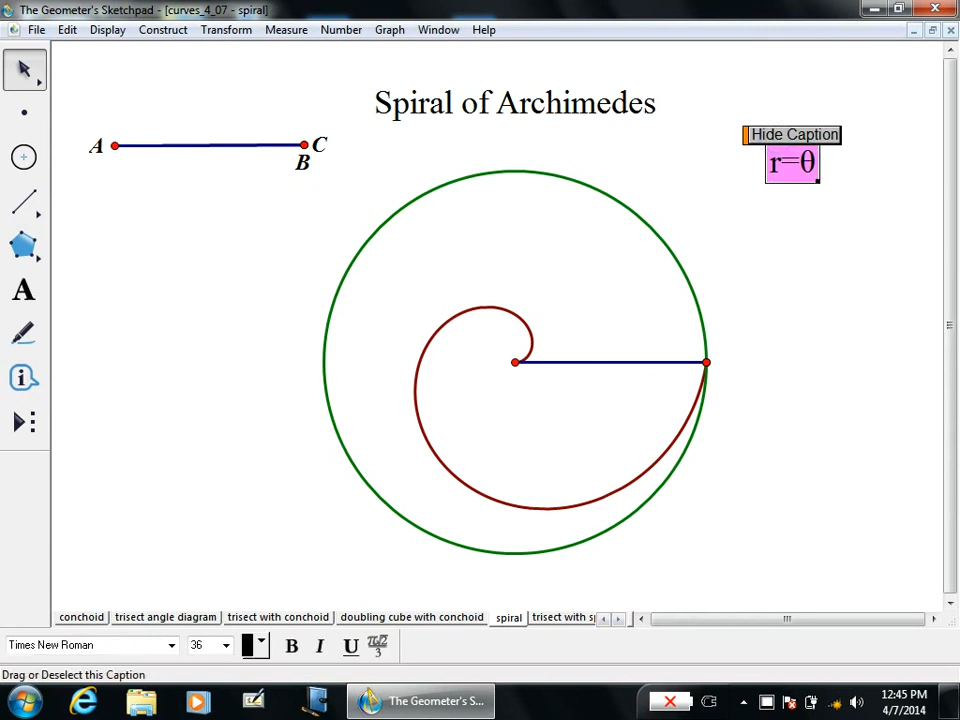 The Geometer's Sketchpad - [curves_4_07 - spiral]
File Edit Display Construct Transform Measure Number Graph Window Help
Spiral of Archimedes
Hide Caption
A C
B
r=θ
A
i
conchoid trisect angle diagram trisect with conchoid doubling cube with conchoid spiral trisect with sp
Times New Roman 36 B I U
Drag or Deselect this Caption
The Geometer's S...
12:45 PM
4/7/2014